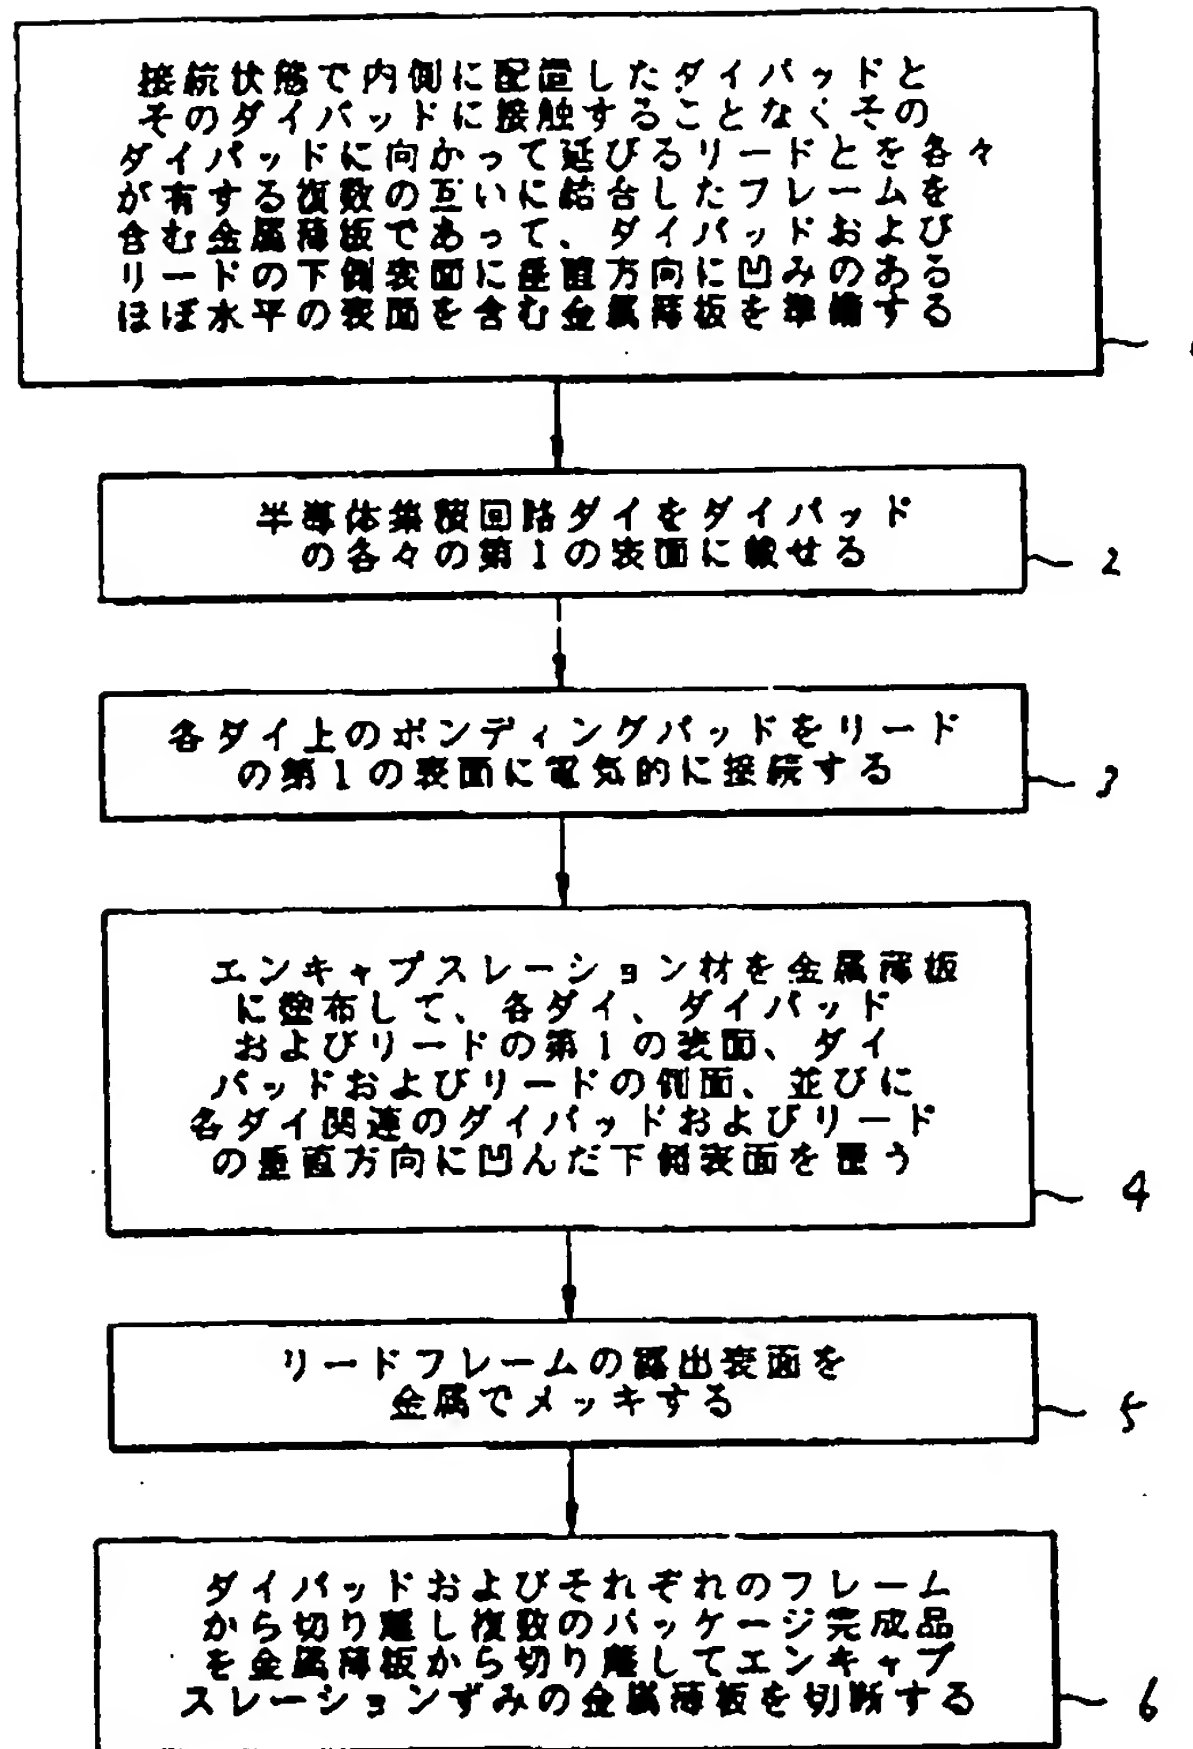 接続状態で内側に配置したダイパッドと
そのダイパッドに接触することなくその
ダイパッドに向かって延びるリードとを各々
が有する複数の互いに結合したフレームを
含む金属薄板であって、ダイパッドおよび
リードの下側表面に垂直方向に凹みのある
ほぼ水平の表面を含む金属薄板を準備する
半導体集積回路ダイをダイパッド
の各々の第1の表面に載せる
2
各ダイ上のボンディングパッドをリード
の第1の表面に電気的に接続する
3
エンキャプスレーション材を金属薄板
に塗布して、各ダイ、ダイパッド
およびリードの第1の表面、ダイ
パッドおよびリードの側面、並びに
各ダイ関連のダイパッドおよびリード
の垂直方向に凹んだ下側表面を覆う
4
リードフレームの露出表面を
金属でメッキする
5
ダイパッドおよびそれぞれのフレーム
から切り離し複数のパッケージ完成品
を金属薄板から切り離してエンキャプ
スレーションずみの金属薄板を切断する
6